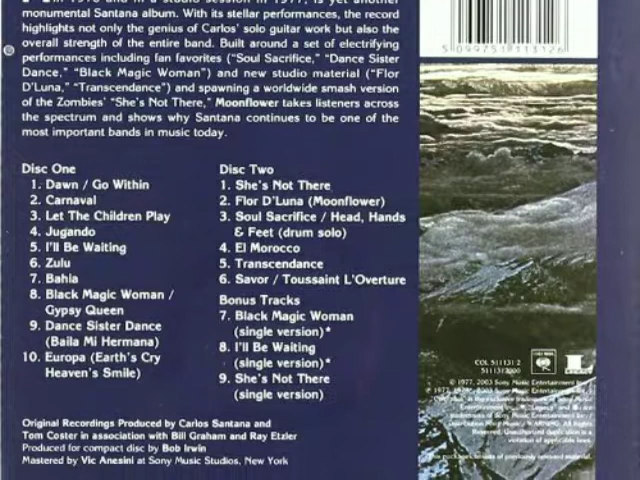 monumental Santana album. With its stellar performances, the record
highlights not only the genius of Carlos' solo guitar work but also the
overall strength of the entire band. Built around a set of electrifying
performances including fan favorites ("Soul Sacrifice," "Dance Sister
Dance," "Black Magic Woman") and new studio material ("Flor
D'Luna," "Transcendance") and spawning a worldwide smash version
of the Zombies' "She's Not There," Moonflower takes listeners across
the spectrum and shows why Santana continues to be one of the
most important bands in music today.
5 099751 113126
Disc One
1. Dawn / Go Within
2. Carnaval
3. Let The Children Play
4. Jugando
5. I'll Be Waiting
6. Zulu
7. Bahia
8. Black Magic Woman /
Gypsy Queen
9. Dance Sister Dance
(Baila Mi Hermana)
10. Europa (Earth's Cry
Heaven's Smile)
Disc Two
1. She's Not There
2. Flor D'Luna (Moonflower)
3. Soul Sacrifice / Head, Hands
& Feet (drum solo)
4. El Morocco
5. Transcendance
6. Savor / Toussaint L'Overture
Bonus Tracks
7. Black Magic Woman
(single version)*
8. I'll Be Waiting
(single version)*
9. She's Not There
(single version)
Original Recordings Produced by Carlos Santana and
Tom Coster in association with Bill Graham and Ray Etzler
Produced for compact disc by Bob Irwin
Mastered by Vic Anesini at Sony Music Studios, New York
COL 511131 2
5111312000
© 1977, 2003 Sony Music Entertainment Inc.
Unauthorized duplication is a
violation of applicable laws.
of previously released material.